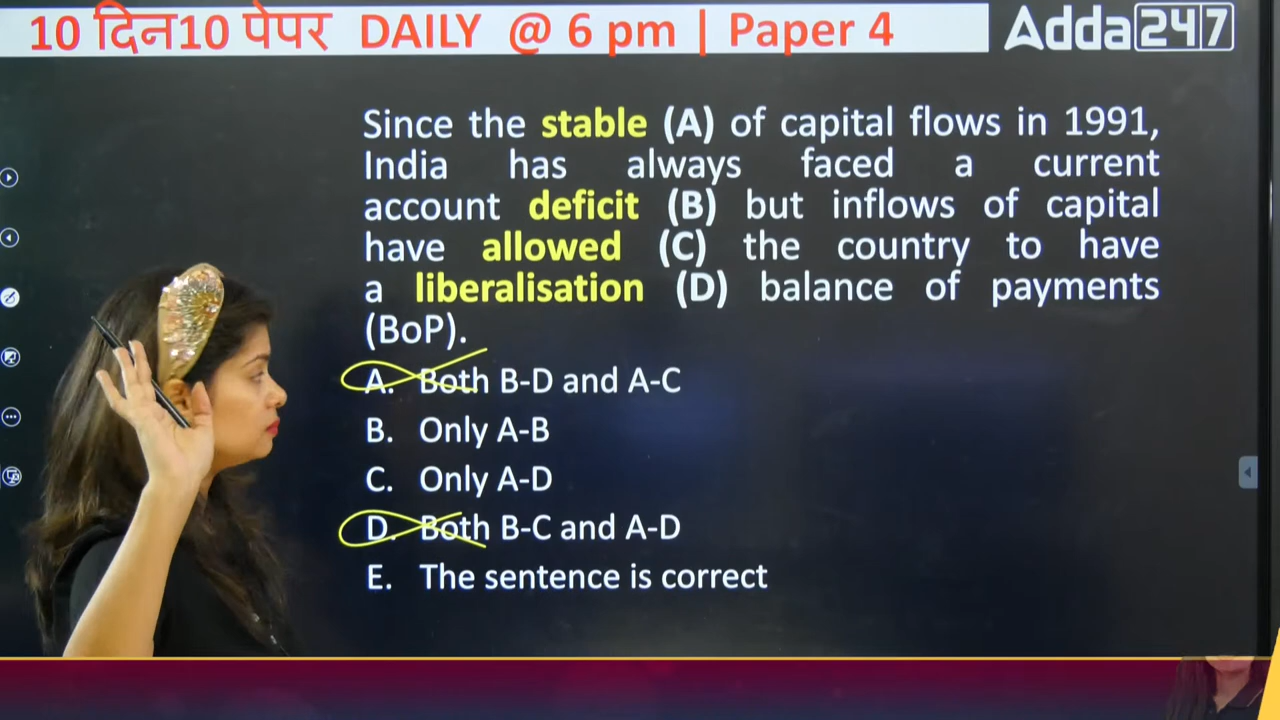 10 दिन10 पेपर DAILY @ 6 pm | Paper 4
Adda247
Since the stable (A) of capital flows in 1991,
India has always faced a current
account deficit (B) but inflows of capital
have allowed (C) the country to have
a liberalisation (D) balance of payments
(BoP).
A. Both B-D and A-C
B. Only A-B
C. Only A-D
D. Both B-C and A-D
E. The sentence is correct